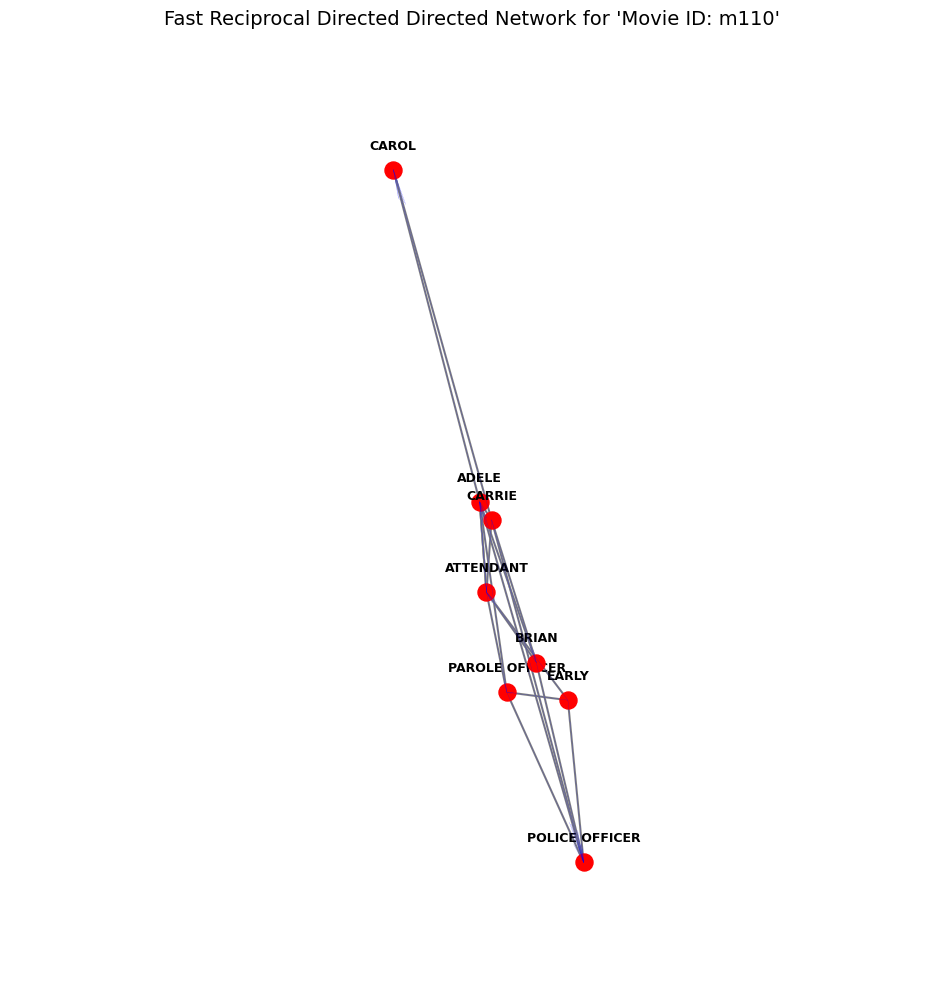 Fast Reciprocal Directed Directed Network for 'Movie ID: m110'
CAROL
ADELE
CARRIE
ATTENDANT
BRIAN
PAROLE OFFICER
EARLY
POLICE OFFICER